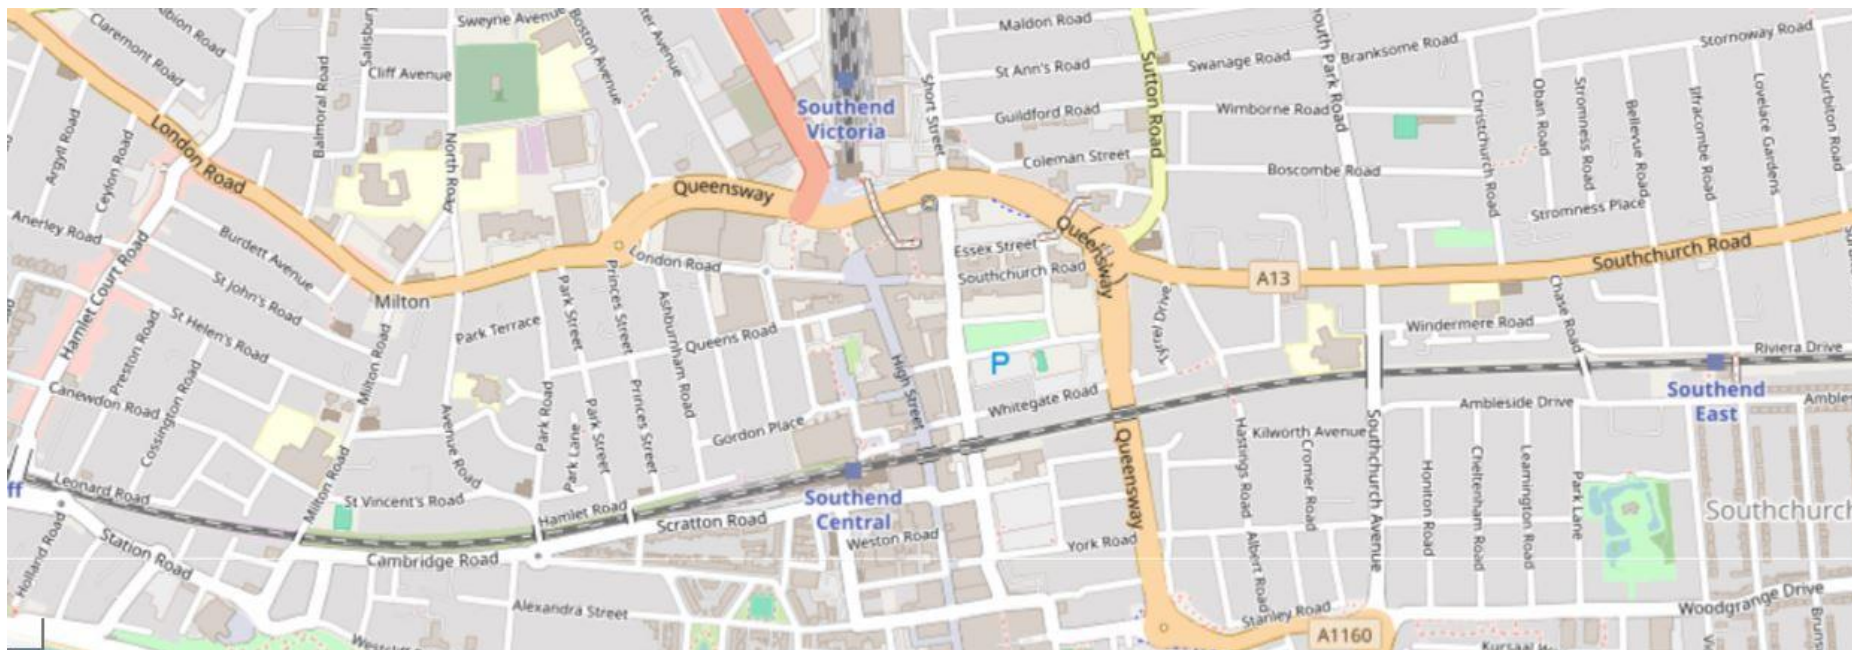 Sweyne Avenue
Boston Avenue
Maldon Road
Branksome Road
Stornoway Road
Claremont Road
Cliff Avenue
Balmoral Road
St Ann's Road
Swanage Road
Short Street
Sutton Road
Southend
Victoria
Guildford Road
Wimborne Road
Christchurch Road
Oban Road
Stromness Road
Bellevue Road
Ilfracombe Road
Lovelace Gardens
Surbiton Road
Argyll Road
Ceylon Road
London Road
North Road
Coleman Street
Boscombe Road
Queensway
Stromness Place
Anerley Road
Hamlet Court Road
Burdett Avenue
St John's Road
London Road
Essex Street
Queensway
Southchurch Road
Southchurch Road
A13
Milton
St Helen's Road
Preston Road
Cossington Road
Canewdon Road
Milton Road
Park Terrace
Park Street
Princes Street
Ashburnham Road
Queens Road
High Street
P
Tyrrel Drive
Windermere Road
Chase Road
Riviera Drive
Southend
East
Whitegate Road
Ambleside Drive
Avenue Road
Park Road
Park Lane
Park Street
Princes Street
Gordon Place
Queensway
Hastings Road
Kilworth Avenue
Cromer Road
Southchurch Avenue
Honiton Road
Cheltenham Road
Leamington Road
Park Lane
ff
Leonard Road
Milton Road
St Vincent's Road
Hamlet Road
Scratton Road
Southend
Central
Southchurch
Holland Road
Station Road
Cambridge Road
Weston Road
York Road
Albert Road
Alexandra Street
Stanley Road
A1160
Woodgrange Drive